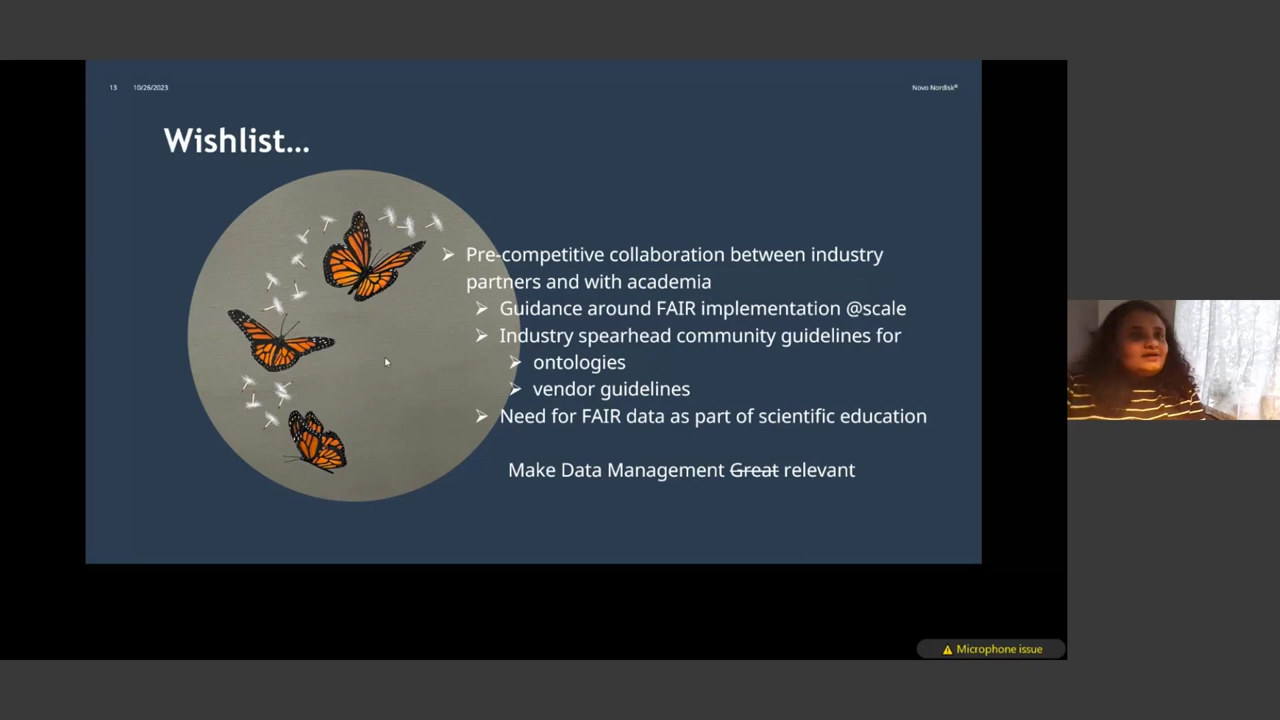 13 10/26/2023 Novo Nordisk®
Wishlist...
➢ Pre-competitive collaboration between industry
partners and with academia
➢ Guidance around FAIR implementation @scale
➢ Industry spearhead community guidelines for
➢ ontologies
➢ vendor guidelines
➢ Need for FAIR data as part of scientific education
Make Data Management Great relevant
Microphone issue